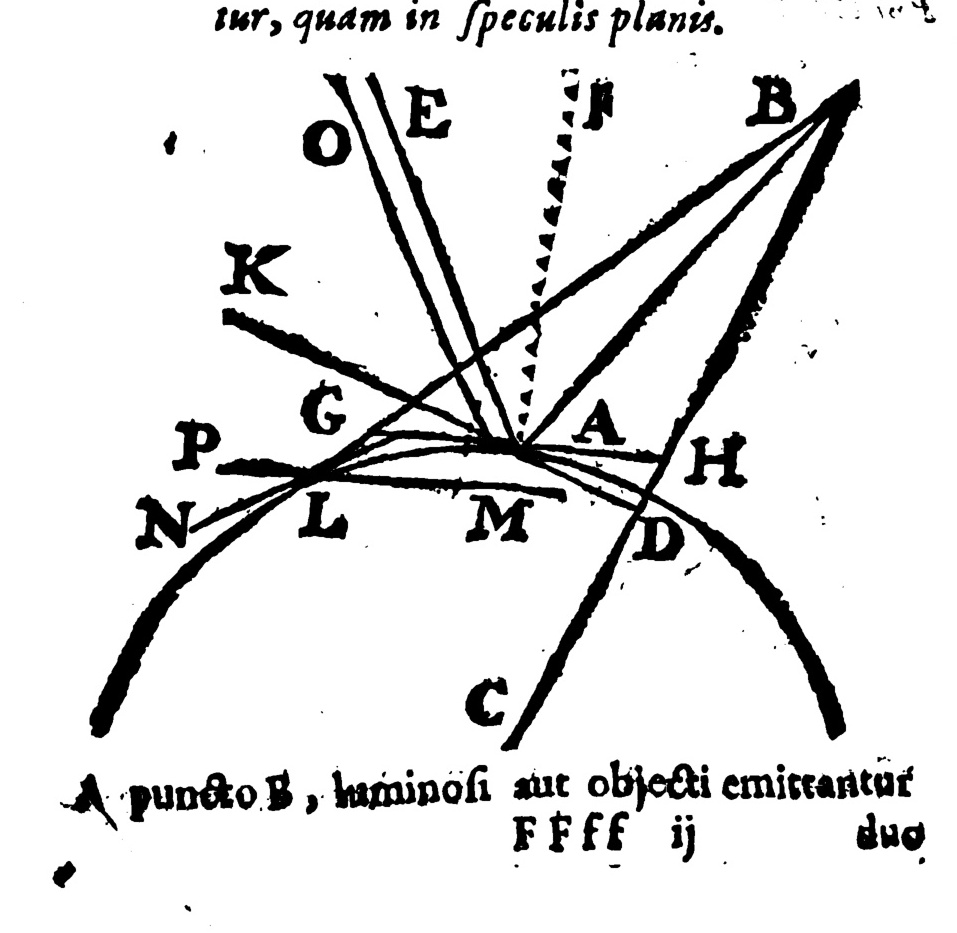 tur, quam in ſpeculis planis.
O E F B
K
G A
P H
N L M D
C
A puncto B, luminoſi aut objecti emittantur
FFff ij duo